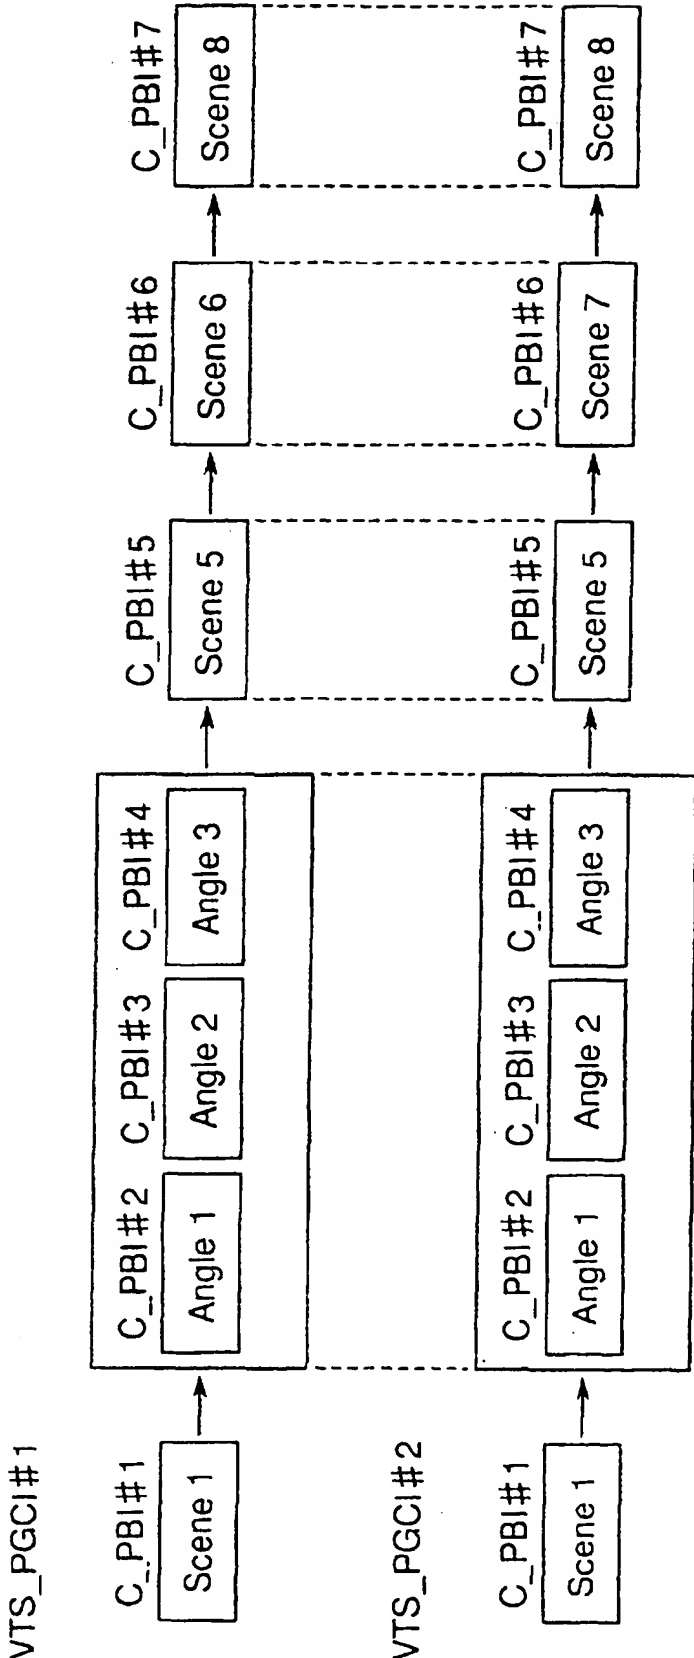 VTS_PGCI#1
C_PBI#1
Scene 1
C_PBI#2
Angle 1
C_PBI#3
Angle 2
C_PBI#4
Angle 3
C_PBI#5
Scene 5
C_PBI#6
Scene 6
C_PBI#7
Scene 8
VTS_PGCI#2
C_PBI#1
Scene 1
C_PBI#2
Angle 1
C_PBI#3
Angle 2
C_PBI#4
Angle 3
C_PBI#5
Scene 5
C_PBI#6
Scene 7
C_PBI#7
Scene 8